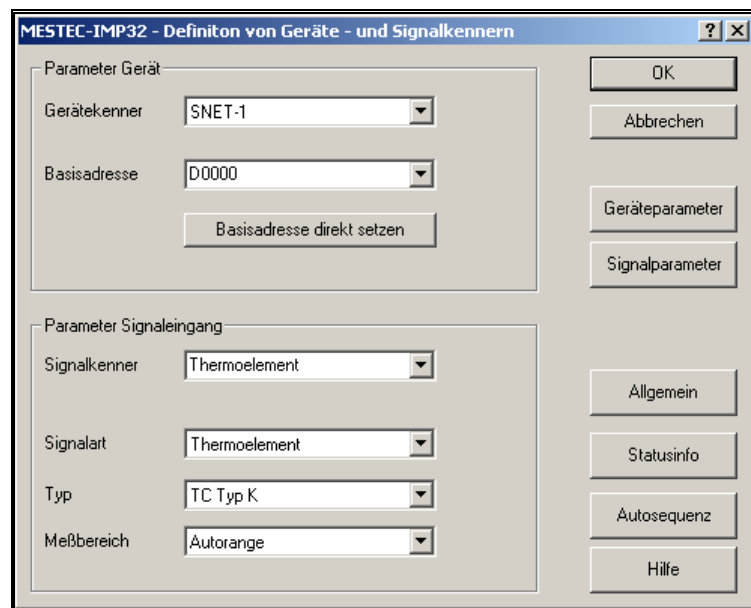 MESTEC-IMP32 - Definiton von Geräte - und Signalkennern
Parameter Gerät
Gerätekenner SNET-1
Basisadresse D0000
Basisadresse direkt setzen
Parameter Signaleingang
Signalkenner Thermoelement
Signalart Thermoelement
Typ TC Typ K
Meßbereich Autorange
OK
Abbrechen
Geräteparameter
Signalparameter
Allgemein
Statusinfo
Autosequenz
Hilfe